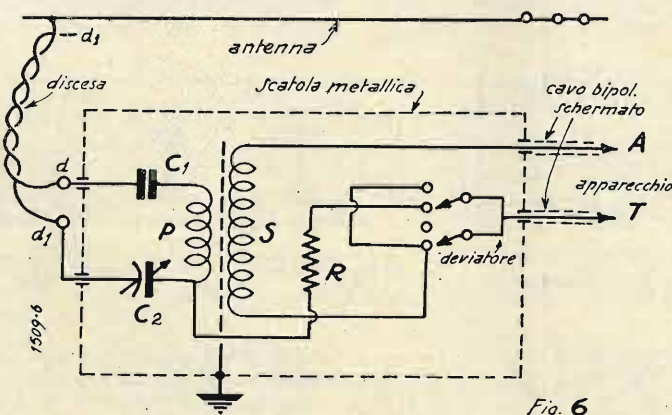 d1
antenna
discesa
scatola metallica
cavo bipol.
schermato
A
d
C1
apparecchio
P
S
T
d1
R
deviatore
C2
1509-6
Fig. 6